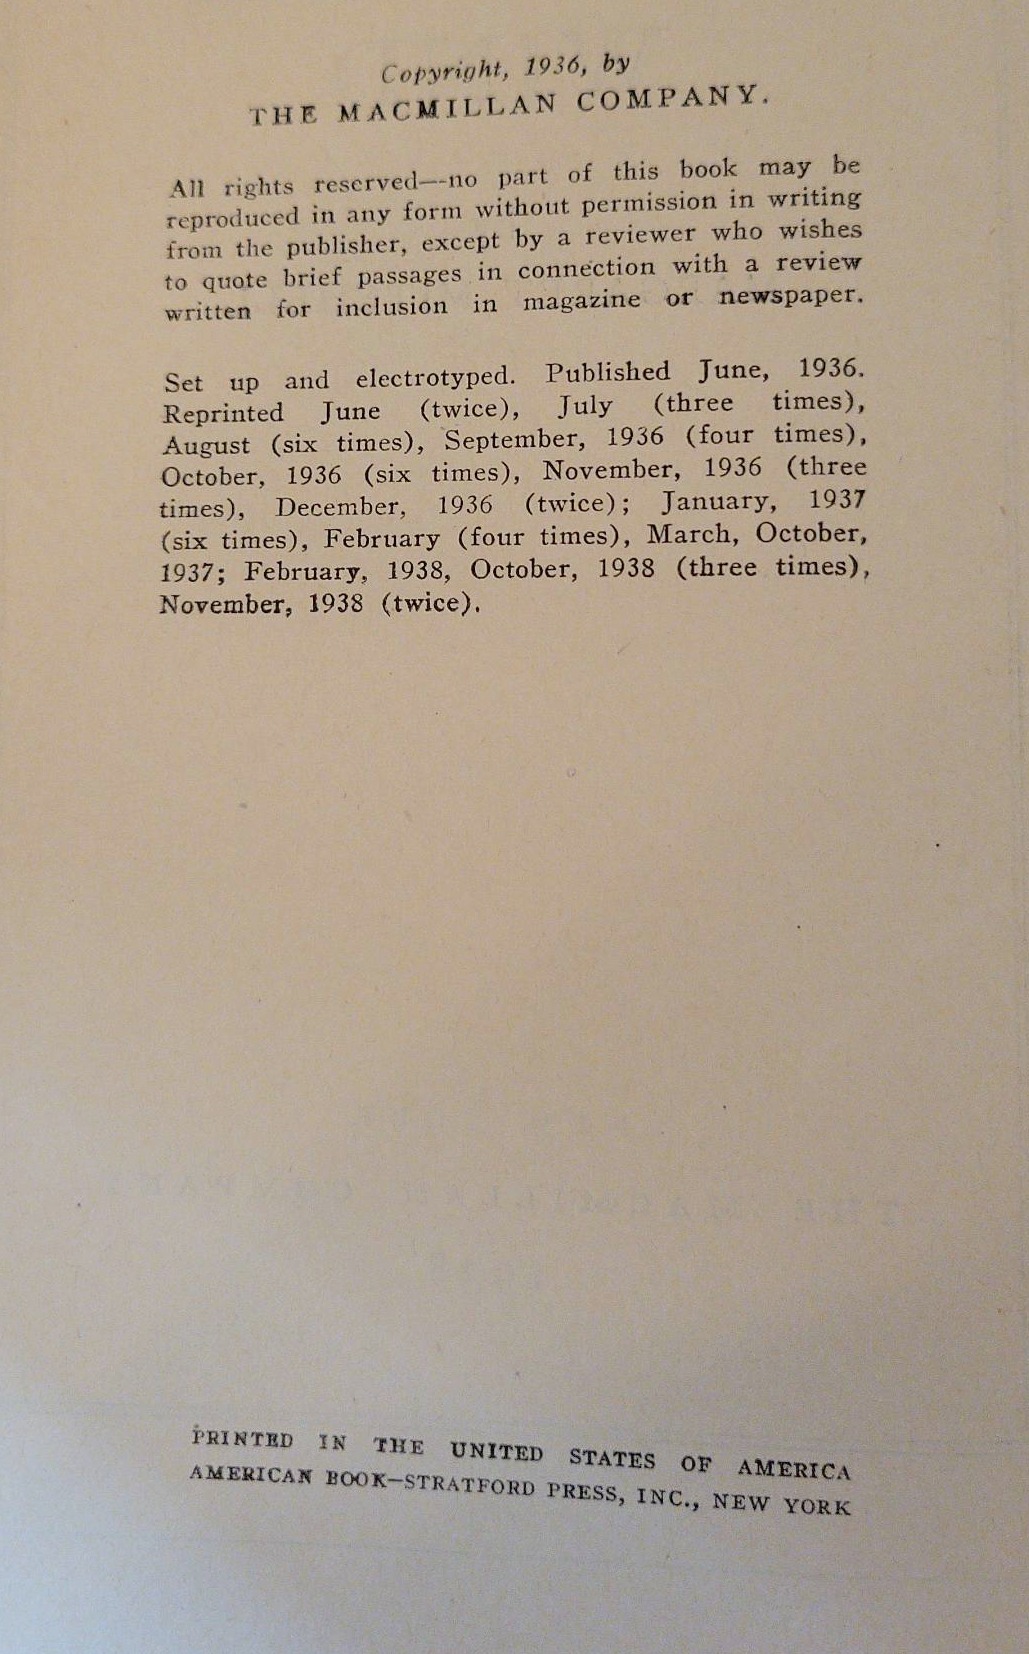 Copyright, 1936, by
THE MACMILLAN COMPANY.
All rights reserved—no part of this book may be
reproduced in any form without permission in writing
from the publisher, except by a reviewer who wishes
to quote brief passages in connection with a review
written for inclusion in magazine or newspaper.
Set up and electrotyped. Published June, 1936.
Reprinted June (twice), July (three times),
August (six times), September, 1936 (four times),
October, 1936 (six times), November, 1936 (three
times), December, 1936 (twice); January, 1937
(six times), February (four times), March, October,
1937; February, 1938, October, 1938 (three times),
November, 1938 (twice).
PRINTED IN THE UNITED STATES OF AMERICA
AMERICAN BOOK—STRATFORD PRESS, INC., NEW YORK